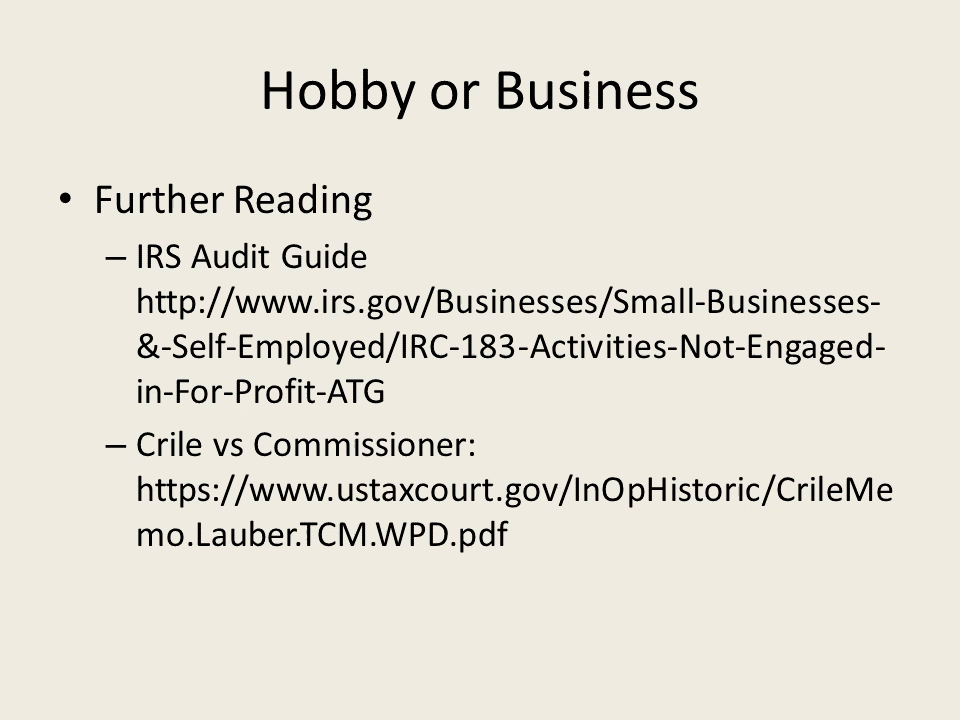 Hobby or Business
• Further Reading
– IRS Audit Guide
http://www.irs.gov/Businesses/Small-Businesses-
&-Self-Employed/IRC-183-Activities-Not-Engaged-
in-For-Profit-ATG
– Crile vs Commissioner:
https://www.ustaxcourt.gov/InOpHistoric/CrileMe
mo.Lauber.TCM.WPD.pdf